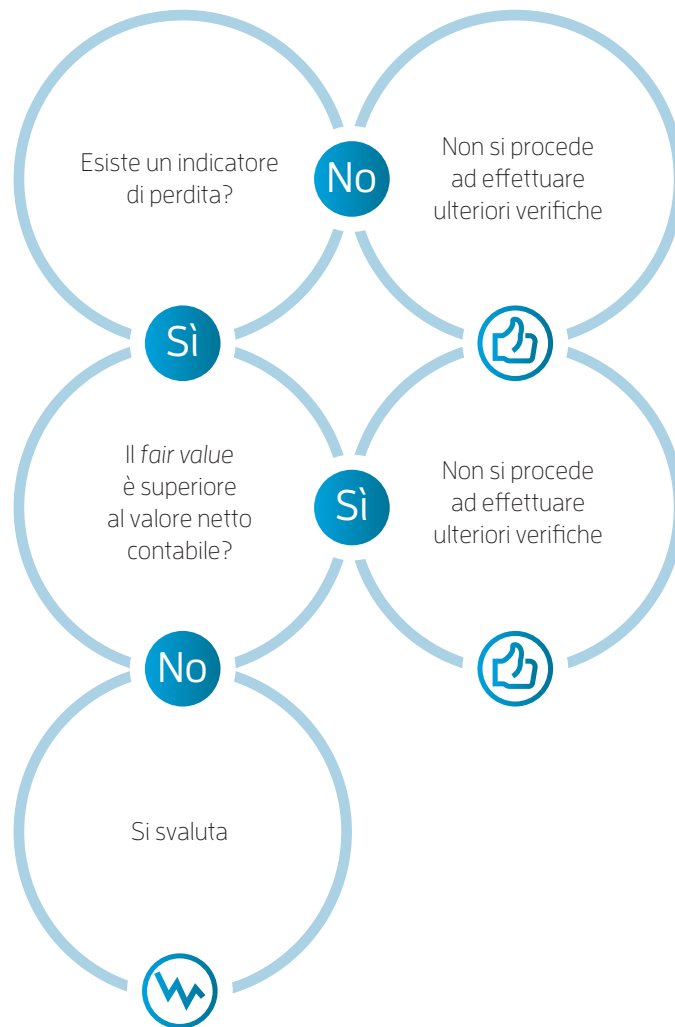 Esiste un indicatore
di perdita?
No
Non si procede
ad effettuare
ulteriori verifiche
Sì
Il fair value
è superiore
al valore netto
contabile?
Sì
Non si procede
ad effettuare
ulteriori verifiche
No
Si svaluta